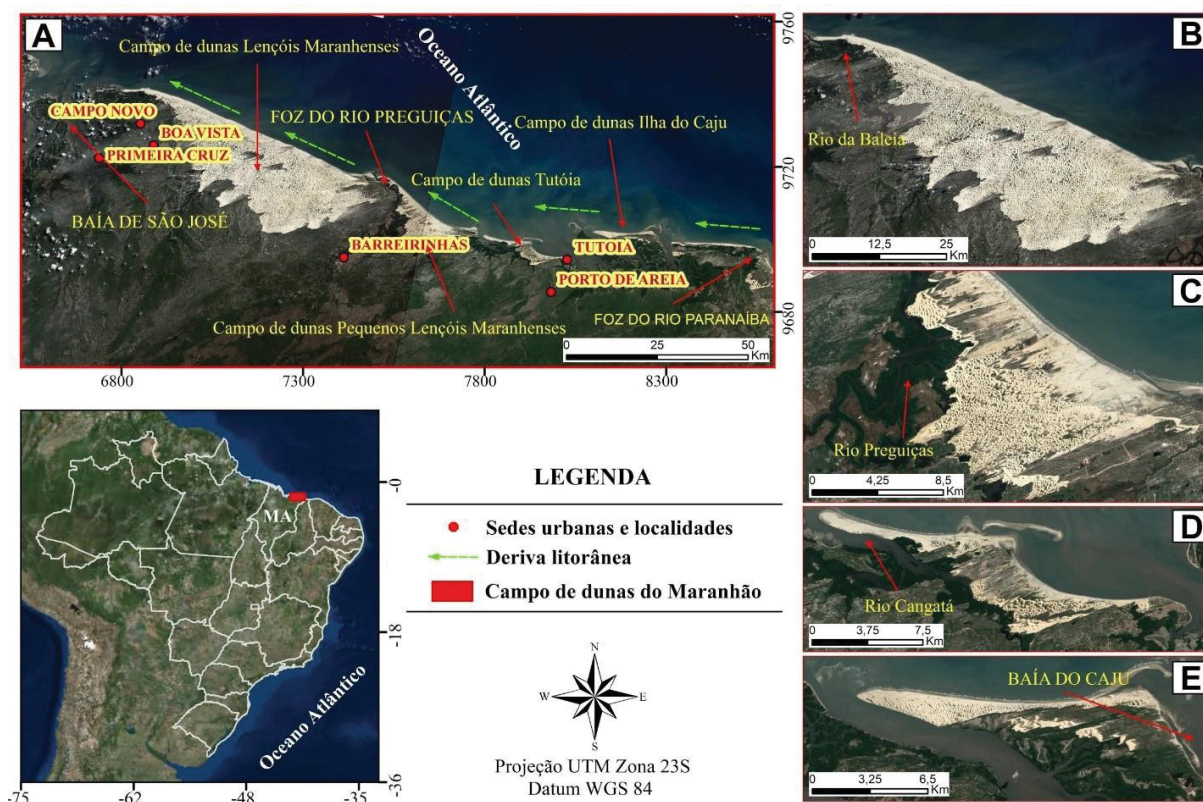 A
Campo de dunas Lençóis Maranhenses
Oceano Atlântico
CAMPO NOVO
BOA VISTA
PRIMEIRA CRUZ
FOZ DO RIO PREGUIÇAS
Campo de dunas Ilha do Caju
Campo de dunas Tutóia
BAÍA DE SÃO JOSÉ
BARREIRINHAS
TUTOIA
PORTO DE AREIA
Campo de dunas Pequenos Lençóis Maranhenses
FOZ DO RIO PARANAÍBA
0 25 50
Km
6800 7300 7800 8300
9760
9720
9680
B
Rio da Baleia
0 12,5 25
Km
C
Rio Preguiças
0 4,25 8,5
Km
D
Rio Cangatá
0 3,75 7,5
Km
E
BAÍA DO CAJU
0 3,25 6,5
Km
MA
Oceano Atlântico
-0
-18
-36
-75 -62 -48 -35
LEGENDA
Sedes urbanas e localidades
Deriva litorânea
Campo de dunas do Maranhão
N
W E
S
Projeção UTM Zona 23S
Datum WGS 84